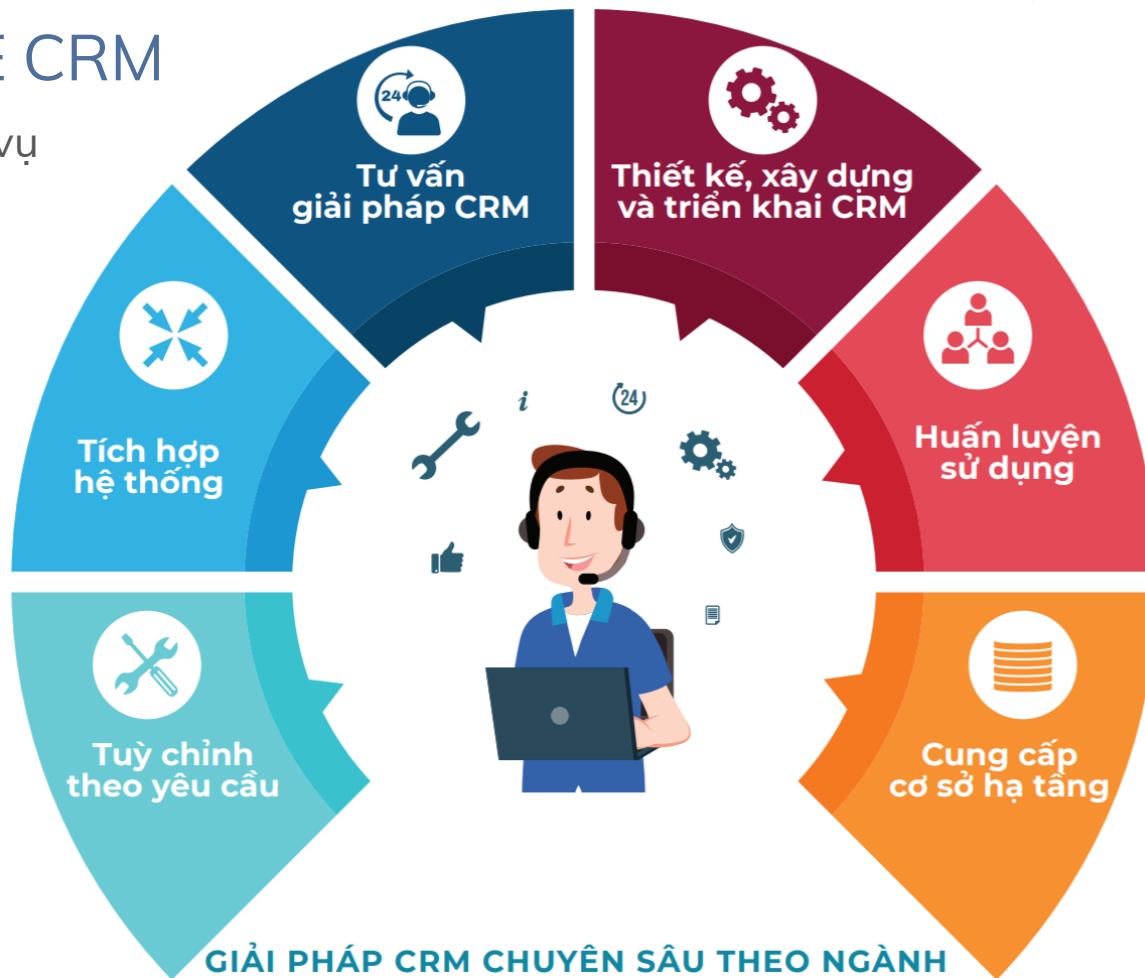 E CRM
vụ
24
Tư vấn
giải pháp CRM
Thiết kế, xây dựng
và triển khai CRM
Tích hợp
hệ thống
Huấn luyện
sử dụng
i
24
Tuỳ chỉnh
theo yêu cầu
Cung cấp
cơ sở hạ tầng
GIẢI PHÁP CRM CHUYÊN SÂU THEO NGÀNH